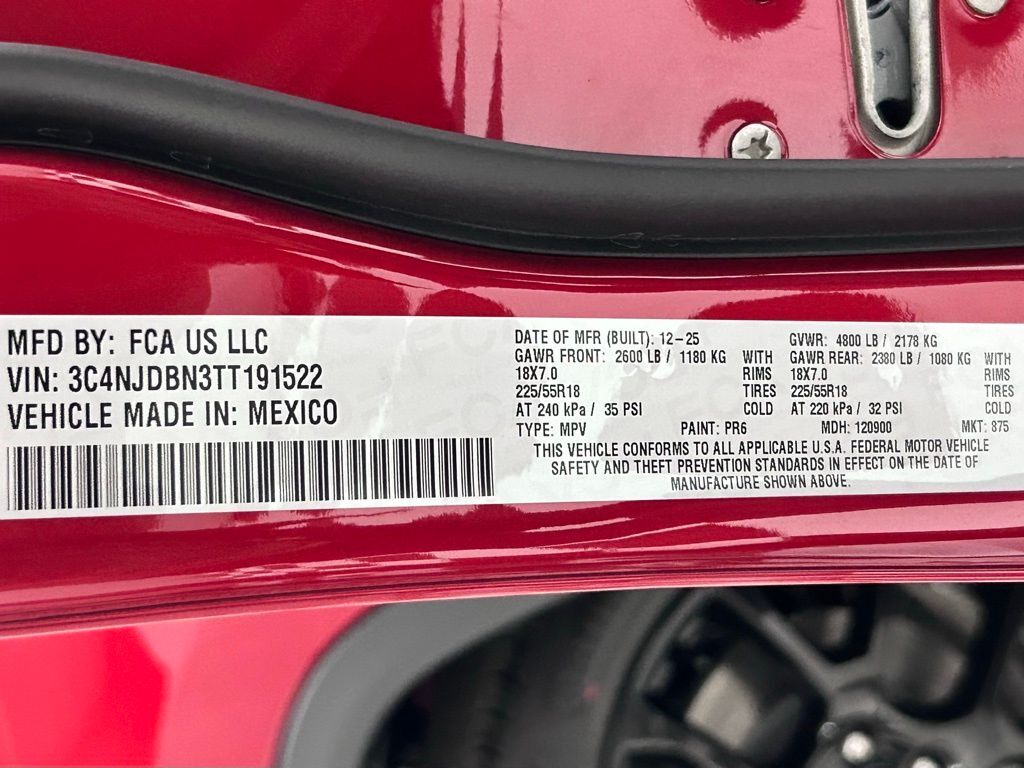 MFD BY: FCA US LLC
VIN: 3C4NJDBN3TT191522
VEHICLE MADE IN: MEXICO
DATE OF MFR (BUILT): 12-25
GAWR FRONT: 2600 LB / 1180 KG WITH
18X7.0 RIMS
225/55R18 TIRES
AT 240 kPa / 35 PSI COLD
GVWR: 4800 LB / 2178 KG
GAWR REAR: 2380 LB / 1080 KG WITH
18X7.0 RIMS
225/55R18 TIRES
AT 220 kPa / 32 PSI COLD
TYPE: MPV PAINT: PR6 MDH: 120900 MKT: 875
THIS VEHICLE CONFORMS TO ALL APPLICABLE U.S.A. FEDERAL MOTOR VEHICLE
SAFETY AND THEFT PREVENTION STANDARDS IN EFFECT ON THE DATE OF
MANUFACTURE SHOWN ABOVE.